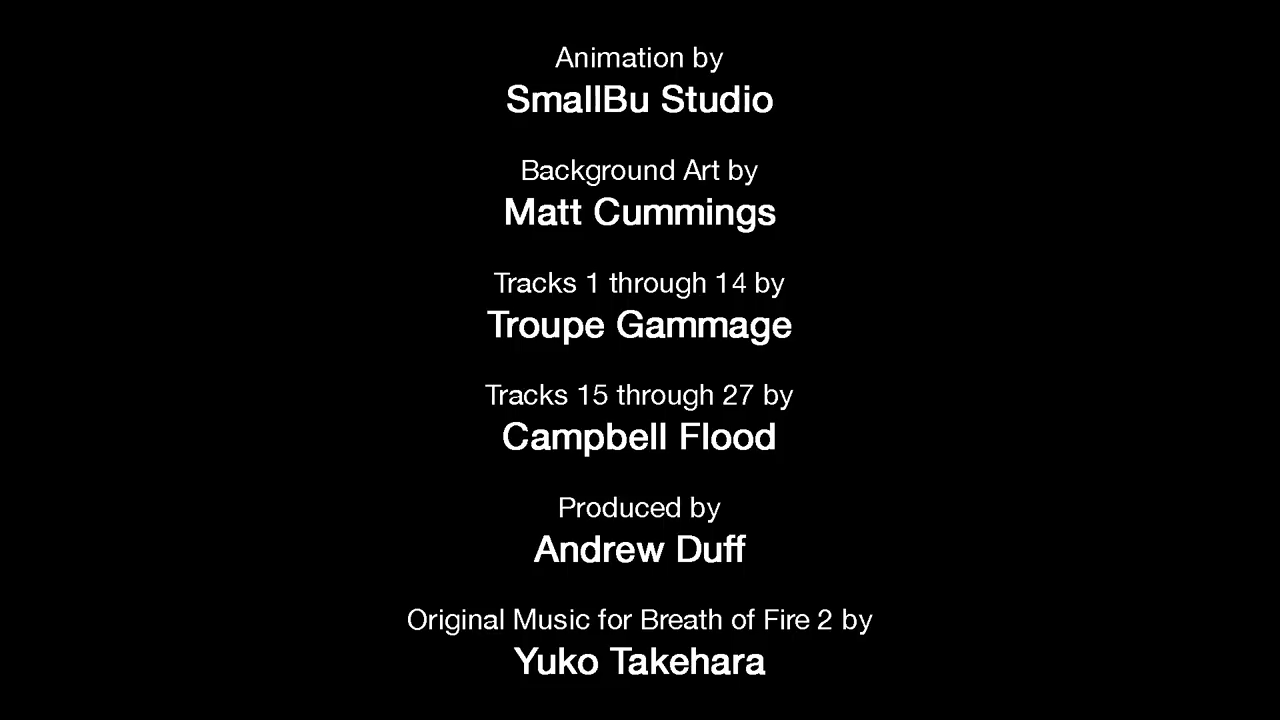 Animation by
SmallBu Studio
Background Art by
Matt Cummings
Tracks 1 through 14 by
Troupe Gammage
Tracks 15 through 27 by
Campbell Flood
Produced by
Andrew Duff
Original Music for Breath of Fire 2 by
Yuko Takehara